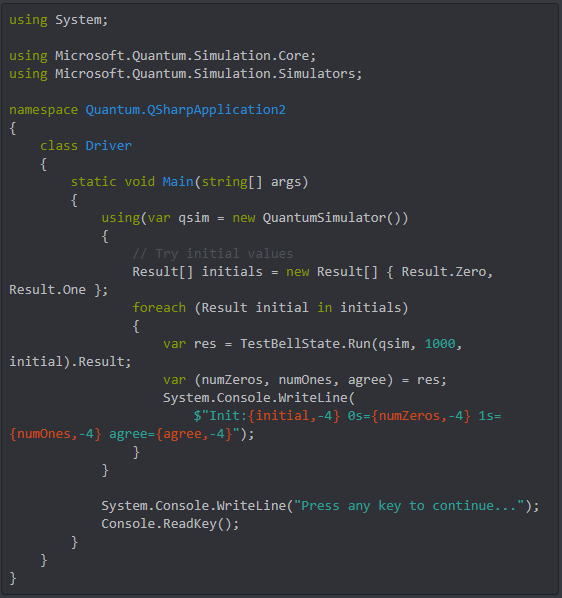 using System;

using Microsoft.Quantum.Simulation.Core;
using Microsoft.Quantum.Simulation.Simulators;

namespace Quantum.QSharpApplication2
{
    class Driver
    {
        static void Main(string[] args)
        {
            using(var qsim = new QuantumSimulator())
            {
                // Try initial values
                Result[] initials = new Result[] { Result.Zero,
Result.One };
                foreach (Result initial in initials)
                {
                    var res = TestBellState.Run(qsim, 1000,
initial).Result;
                    var (numZeros, numOnes, agree) = res;
                    System.Console.WriteLine(
                        $"Init:{initial,-4} 0s={numZeros,-4} 1s=
{numOnes,-4} agree={agree,-4}");
                }
            }

            System.Console.WriteLine("Press any key to continue...");
            Console.ReadKey();
        }
    }
}